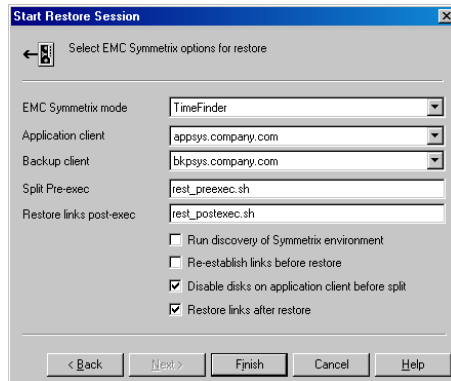 Start Restore Session
Select EMC Symmetrix options for restore
EMC Symmetrix mode TimeFinder
Application client appsys.company.com
Backup client bkpsys.company.com
Split Pre-exec rest_preexec.sh
Restore links post-exec rest_postexec.sh
Run discovery of Symmetrix environment
Re-establish links before restore
Disable disks on application client before split
Restore links after restore
< Back Next > Finish Cancel Help